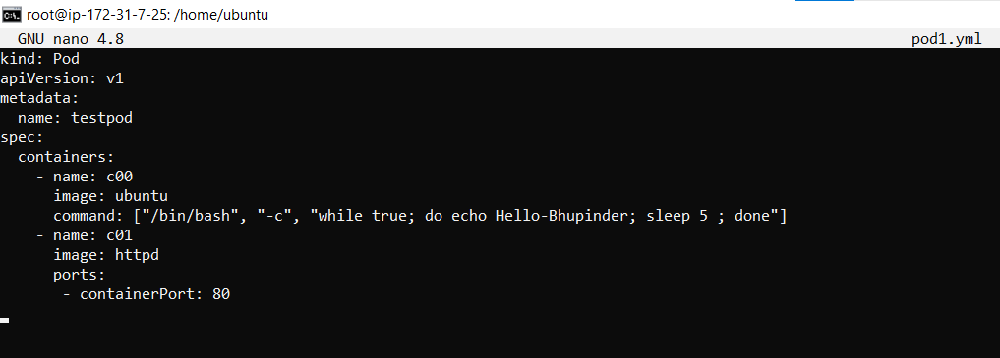 root@ip-172-31-7-25: /home/ubuntu
GNU nano 4.8 pod1.yml
kind: Pod
apiVersion: v1
metadata:
  name: testpod
spec:
  containers:
    - name: c00
      image: ubuntu
      command: ["/bin/bash", "-c", "while true; do echo Hello-Bhupinder; sleep 5 ; done"]
    - name: c01
      image: httpd
      ports:
       - containerPort: 80